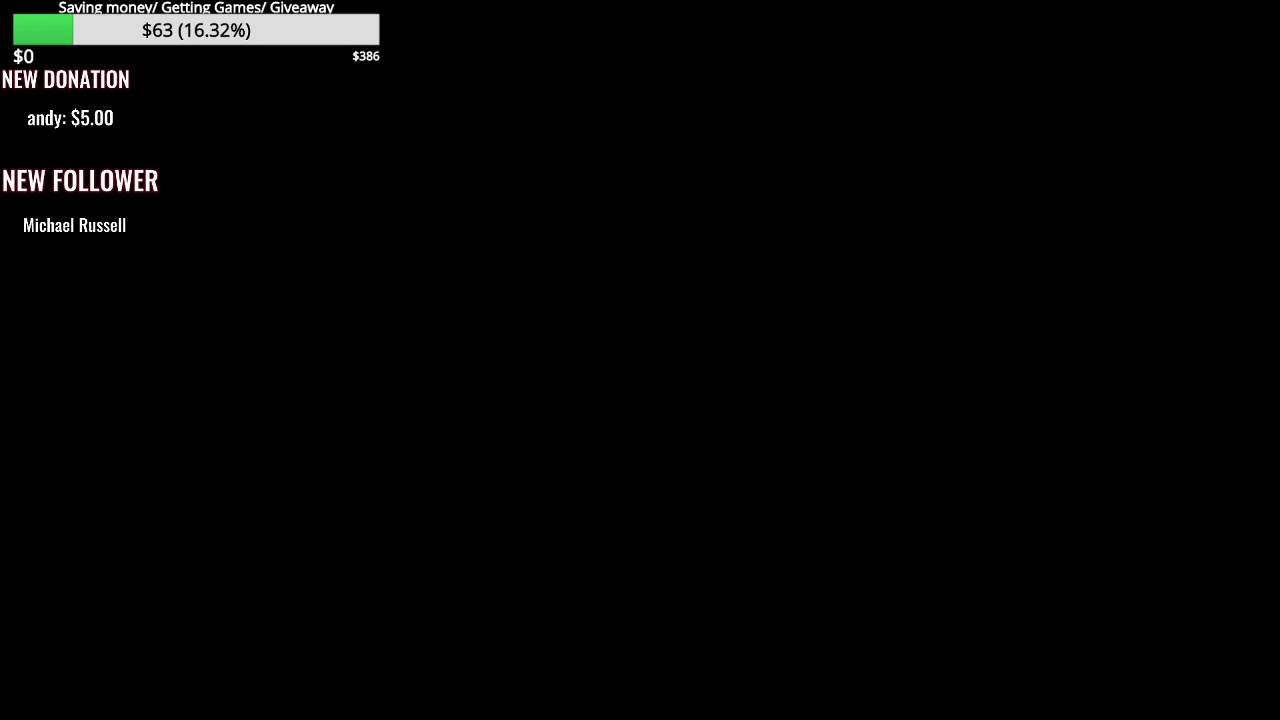 Saving money/ Getting Games/ Giveaway
$63 (16.32%)
$0 $386
NEW DONATION
andy: $5.00
NEW FOLLOWER
Michael Russell